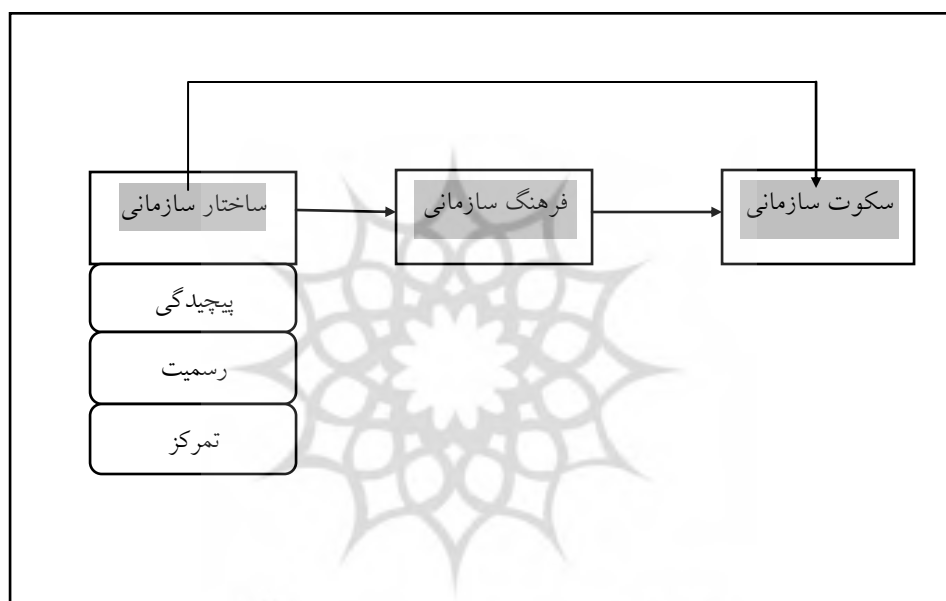 سکوت سازمانی
فرهنگ سازمانی
ساختار سازمانی
پیچیدگی
رسمیت
تمرکز